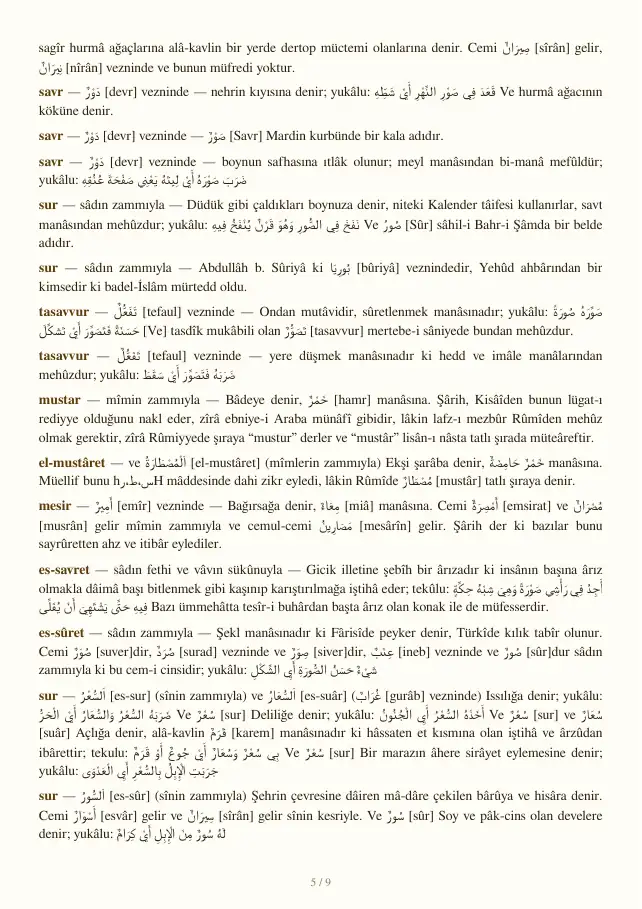 sagîr hurmâ ağaçlarına alâ-kavlin bir yerde dertop müctemi olanlarına denir. Cemi صِيرَانٌ [sîrân] gelir,
نِيرَانٌ [nîrân] vezninde ve bunun müfredi yoktur.
savr — دَوْرٌ [devr] vezninde — nehrin kıyısına denir; yukâlu: قَعَدَ فِي صَوْرِ النَّهْرِ أَيْ شَطِّهِ Ve hurmâ ağacının
köküne denir.
savr — دَوْرٌ [devr] vezninde — صَوْرٌ [Savr] Mardin kurbünde bir kala adıdır.
savr — دَوْرٌ [devr] vezninde — boynun safhasına ıtlâk olunur; meyl manâsından bi-manâ mefûldür;
yukâlu: ضَرَبَ صَوْرَهُ أَيْ لِيتَهُ يَعْنِي صَفْحَةَ عُنُقِهِ
sur — sâdın zammıyla — Düdük gibi çaldıkları boynuza denir, niteki Kalender tâifesi kullanırlar, savt
manâsından mehûzdur; yukâlu: نَفَخَ فِي الصُّورِ وَهُوَ قَرْنٌ يُنْفَخُ فِيهِ Ve صُورُ [Sûr] sâhil-i Bahr-i Şâmda bir belde
adıdır.
sur — sâdın zammıyla — Abdullâh b. Sûriyâ ki بُورِيَا [bûriyâ] veznindedir, Yehûd ahbârından bir
kimsedir ki badel-İslâm mürtedd oldu.
tasavvur — تَفَعُّلٌ [tefaul] vezninde — Ondan mutâvidir, sûretlenmek manâsınadır; yukâlu: صَوَّرَهُ صُورَةً
حَسَنَةً فَتَصَوَّرَ أَيْ تَشَكَّلَ [Ve] tasdîk mukâbili olan تَصَوُّرٌ [tasavvur] mertebe-i sâniyede bundan mehûzdur.
tasavvur — تَفَعُّلٌ [tefaul] vezninde — yere düşmek manâsınadır ki hedd ve imâle manâlarından
mehûzdur; yukâlu: ضَرَبَهُ فَتَصَوَّرَ أَيْ سَقَطَ
mustar — mîmin zammıyla — Bâdeye denir, خَمْرٌ [hamr] manâsına. Şârih, Kisâîden bunun lügat-ı
rediyye olduğunu nakl eder, zîrâ ebniye-i Araba münâfî gibidir, lâkin lafz-ı mezbûr Rûmîden mehûz
olmak gerektir, zîrâ Rûmiyyede şıraya “mustur” derler ve “mustâr” lisân-ı nâsta tatlı şırada müteâreftir.
el-mustâret — ve اَلْمُصْطَارَةُ [el-mustâret] (mîmlerin zammıyla) Ekşi şarâba denir, خَمْرٌ حَامِضَةٌ manâsına.
Müellif bunu hس,ط,رH mâddesinde dahi zikr eyledi, lâkin Rûmîde مُصْطَارٌ [mustâr] tatlı şıraya denir.
mesir — أَمِيرٌ [emîr] vezninde — Bağırsağa denir, مِعَاءٌ [miâ] manâsına. Cemi أَمْصِرَةٌ [emsirat] ve مُصْرَانٌ
[musrân] gelir mîmin zammıyla ve cemul-cemi مَصَارِينُ [mesârîn] gelir. Şârih der ki bazılar bunu
sayrûretten ahz ve itibâr eylediler.
es-savret — sâdın fethi ve vâvın sükûnuyla — Gicik illetine şebîh bir ârızadır ki insânın başına ârız
olmakla dâimâ başı bitlenmek gibi kaşınıp karıştırılmağa iştihâ eder; tekûlu: أَجِدُ فِي رَأْسِي صَوْرَةً وَهِيَ شِبْهُ حِكَّةٍ
فِيهِ حَتَّى يَشْتَهِيَ أَنْ يُفَلَّى Bazı ümmehâtta tesîr-i buhârdan başta ârız olan konak ile de müfesserdir.
es-sûret — sâdın zammıyla — Şekl manâsınadır ki Fârisîde peyker denir, Türkîde kılık tabîr olunur.
Cemi صُوَرٌ [suver]dir, صُرَدٌ [surad] vezninde ve صِوَرٌ [siver]dir, عِنَبٌ [ineb] vezninde ve صُورٌ [sûr]dur sâdın
zammıyla ki bu cem-i cinsidir; yukâlu: شَيْءٌ حَسَنُ الصُّورَةِ أَيِ الشَّكْلِ
sur — اَلسُّعْرُ [es-sur] (sînin zammıyla) ve اَلسُّعَارُ [es-suâr] (غُرَابٌ [gurâb] vezninde) Issılığa denir; yukâlu:
ضَرَبَهُ السُّعْرُ وَالسُّعَارُ أَيِ الْحَرُّ Ve سُعْرٌ [sur] Deliliğe denir; yukâlu: أَخَذَهُ السُّعْرُ أَيِ الْجُنُونُ Ve سُعْرٌ [sur] ve سُعَارٌ
[suâr] Açlığa denir, alâ-kavlin قَرَمٌ [karem] manâsınadır ki hâssaten et kısmına olan iştihâ ve ârzûdan
ibârettir; tekulu: بِي سُعْرٌ وَسُعَارٌ أَيْ جُوعٌ أَوْ قَرَمٌ Ve سُعْرٌ [sur] Bir marazın âhere sirâyet eylemesine denir;
yukâlu: جَرِبَتِ الْإِبِلُ بِالسُّعْرِ أَيِ الْعَدْوَى
sur — اَلسُّورُ [es-sûr] (sînin zammıyla) Şehrin çevresine dâiren mâ-dâre çekilen bârûya ve hisâra denir.
Cemi أَسْوَارٌ [esvâr] gelir ve سِيرَانٌ [sîrân] gelir sînin kesriyle. Ve سُورٌ [sûr] Soy ve pâk-cins olan develere
denir; yukâlu: لَهُ سُورٌ مِنَ الْإِبِلِ أَيْ كِرَامٌ
5 / 9